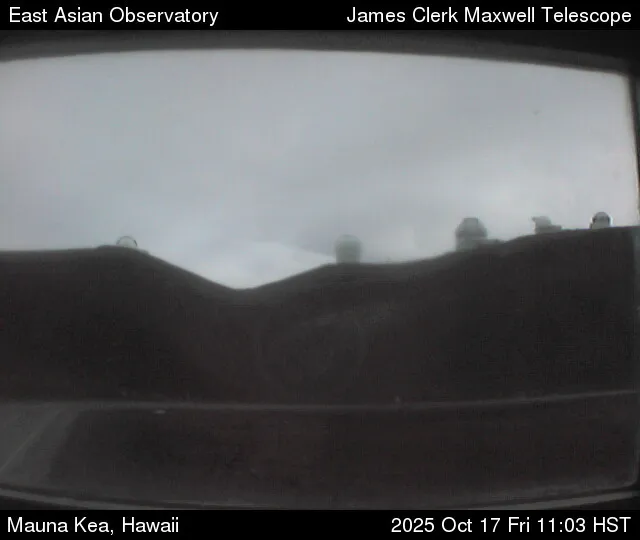 East Asian Observatory
James Clerk Maxwell Telescope
Mauna Kea, Hawaii
2025 Oct 17 Fri 11:03 HST